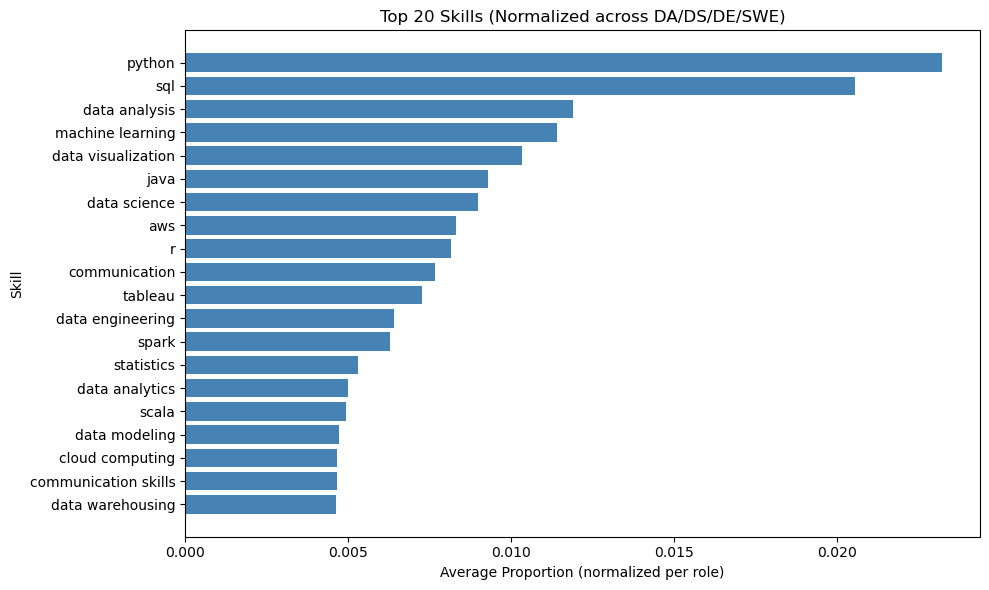 Top 20 Skills (Normalized across DA/DS/DE/SWE)
Skill
python
sql
data analysis
machine learning
data visualization
java
data science
aws
r
communication
tableau
data engineering
spark
statistics
data analytics
scala
data modeling
cloud computing
communication skills
data warehousing
0.000 0.005 0.010 0.015 0.020
Average Proportion (normalized per role)